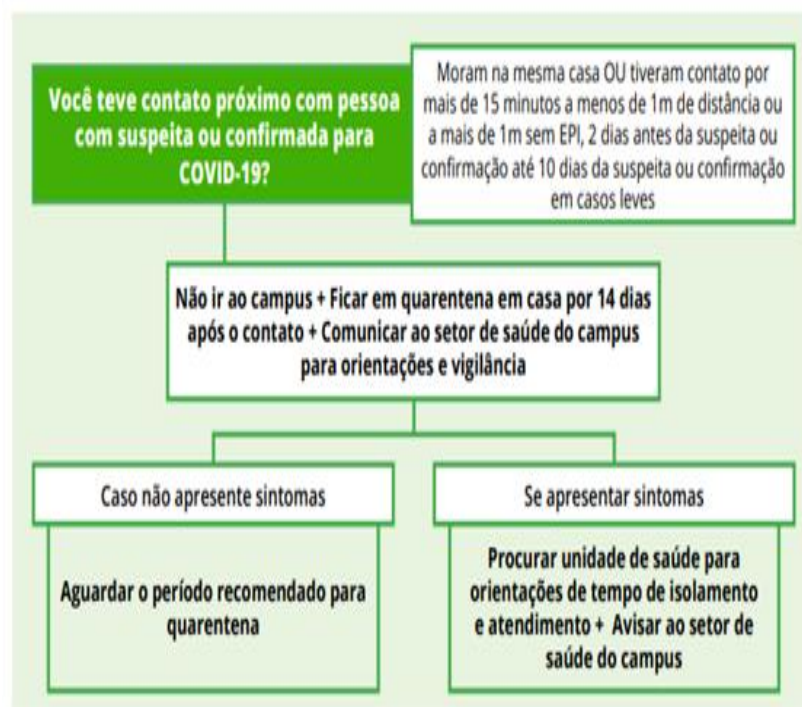 Você teve contato próximo com pessoa
com suspeita ou confirmada para
COVID-19?
Moram na mesma casa OU tiveram contato por
mais de 15 minutos a menos de 1m de distância ou
a mais de 1m sem EPI, 2 dias antes da suspeita ou
confirmação até 10 dias da suspeita ou confirmação
em casos leves
Não ir ao campus + Ficar em quarentena em casa por 14 dias
após o contato + Comunicar ao setor de saúde do campus
para orientações e vigilância
Caso não apresente sintomas
Aguardar o período recomendado para
quarentena
Se apresentar sintomas
Procurar unidade de saúde para
orientações de tempo de isolamento
e atendimento + Avisar ao setor de
saúde do campus